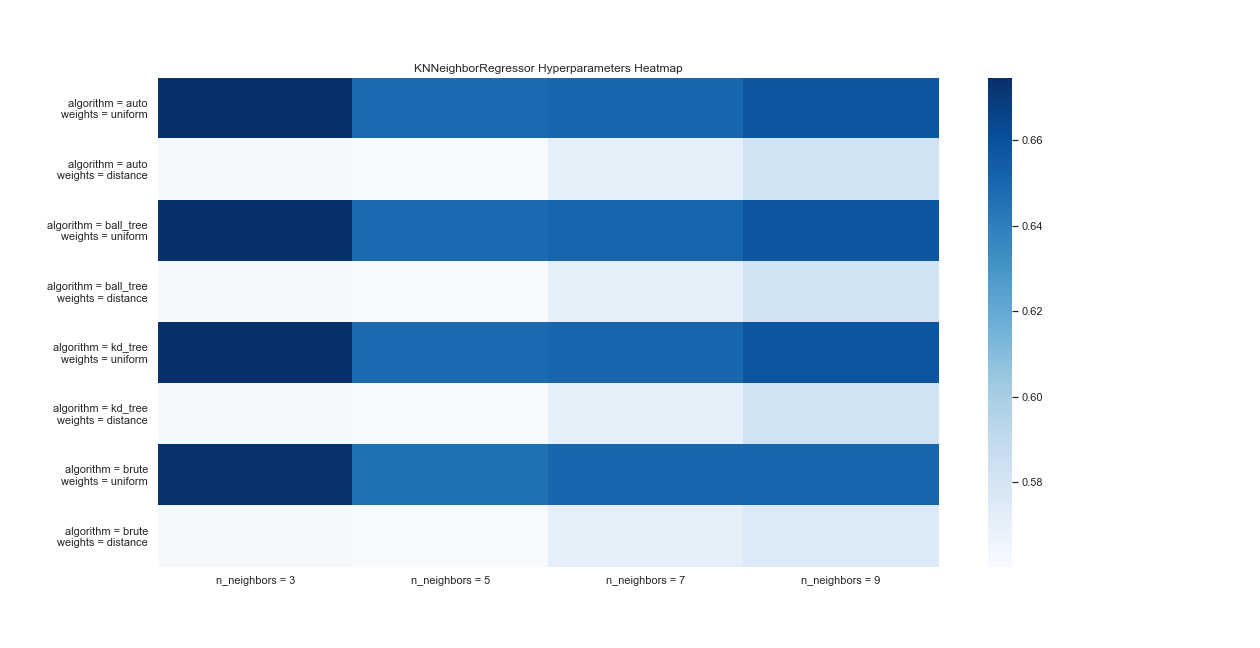 KNNeighborRegressor Hyperparameters Heatmap
algorithm = auto
weights = uniform
algorithm = auto
weights = distance
algorithm = ball_tree
weights = uniform
algorithm = ball_tree
weights = distance
algorithm = kd_tree
weights = uniform
algorithm = kd_tree
weights = distance
algorithm = brute
weights = uniform
algorithm = brute
weights = distance
n_neighbors = 3
n_neighbors = 5
n_neighbors = 7
n_neighbors = 9
0.66
0.64
0.62
0.60
0.58